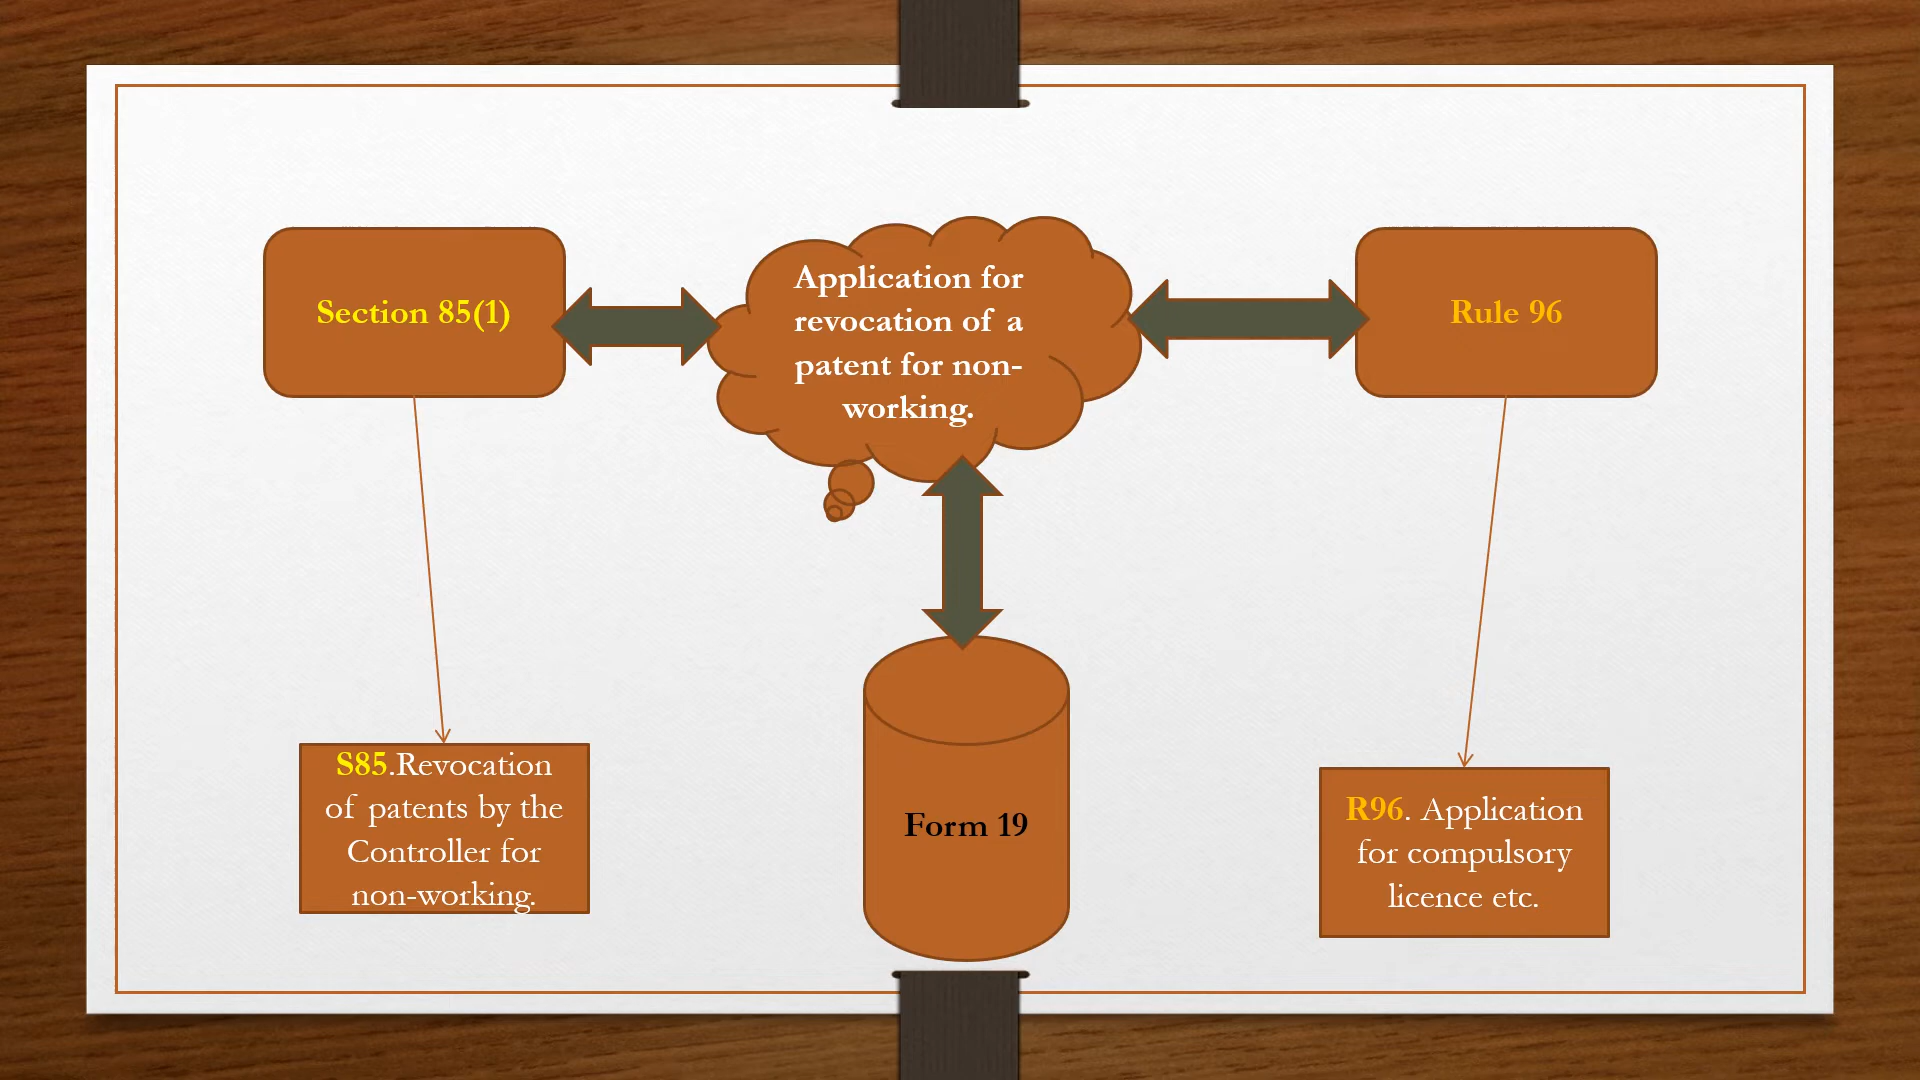 Section 85(1)
Application for
revocation of a
patent for non-
working.
Rule 96
S85.Revocation
of patents by the
Controller for
non-working.
Form 19
R96. Application
for compulsory
licence etc.